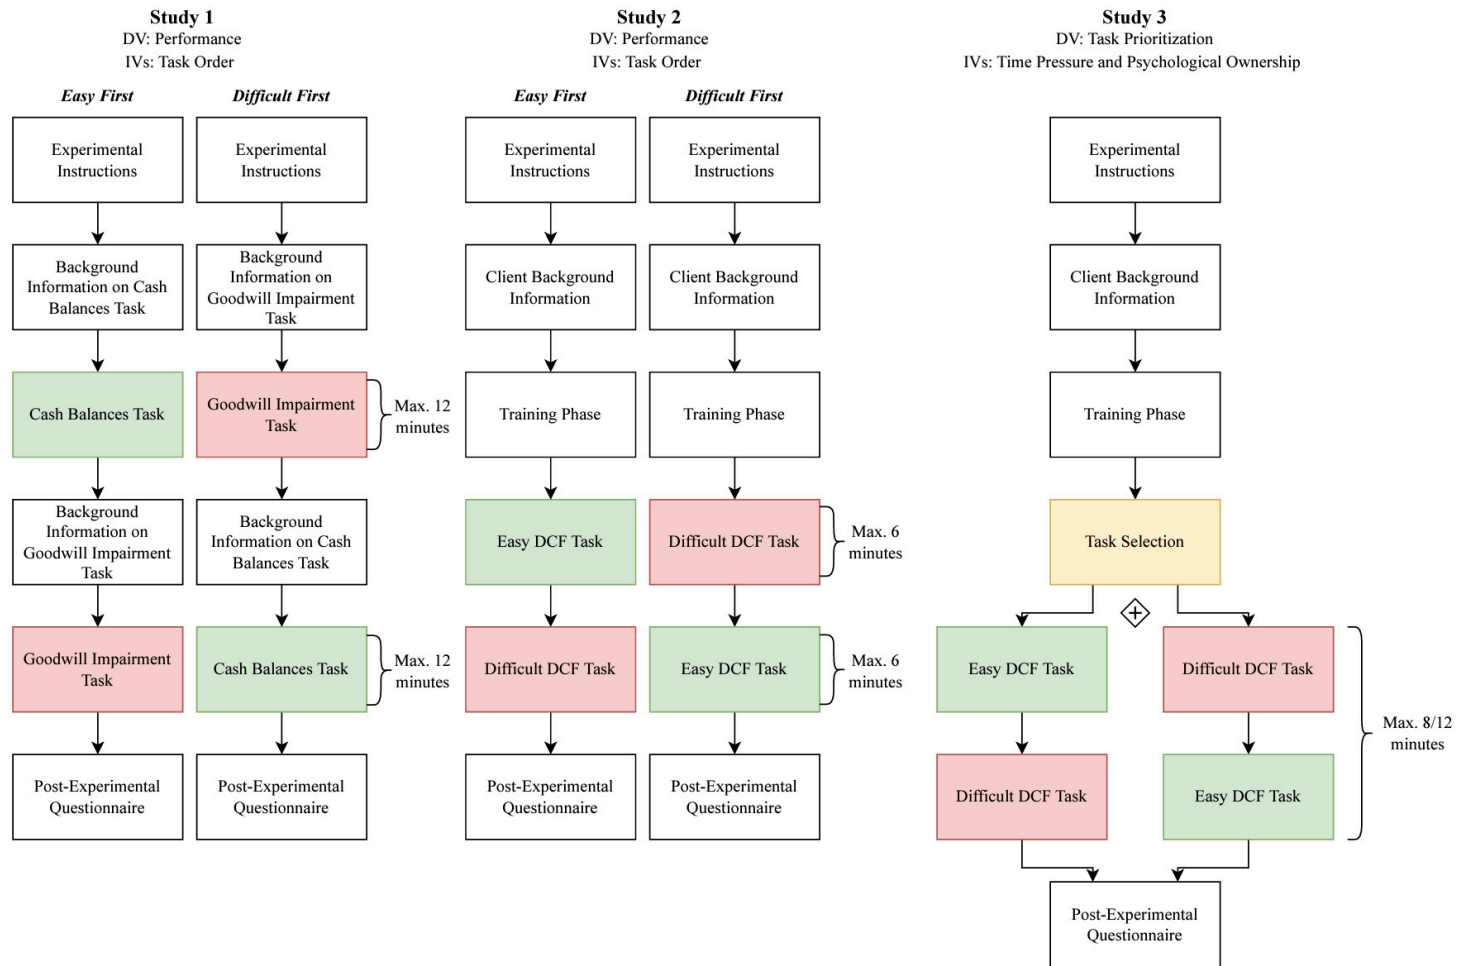 Study 1
DV: Performance
IVs: Task Order
Easy First
Difficult First
Experimental
Instructions
Experimental
Instructions
Background
Information on Cash
Balances Task
Background
Information on
Goodwill Impairment
Task
Cash Balances Task
Goodwill Impairment
Task
Max. 12
minutes
Background
Information on
Goodwill Impairment
Task
Background
Information on Cash
Balances Task
Goodwill Impairment
Task
Cash Balances Task
Max. 12
minutes
Post-Experimental
Questionnaire
Post-Experimental
Questionnaire
Study 2
DV: Performance
IVs: Task Order
Easy First
Difficult First
Experimental
Instructions
Experimental
Instructions
Client Background
Information
Client Background
Information
Training Phase
Training Phase
Easy DCF Task
Difficult DCF Task
Max. 6
minutes
Difficult DCF Task
Easy DCF Task
Max. 6
minutes
Post-Experimental
Questionnaire
Post-Experimental
Questionnaire
Study 3
DV: Task Prioritization
IVs: Time Pressure and Psychological Ownership
Experimental
Instructions
Client Background
Information
Training Phase
Task Selection
Easy DCF Task
Difficult DCF Task
Difficult DCF Task
Easy DCF Task
Max. 8/12
minutes
Post-Experimental
Questionnaire